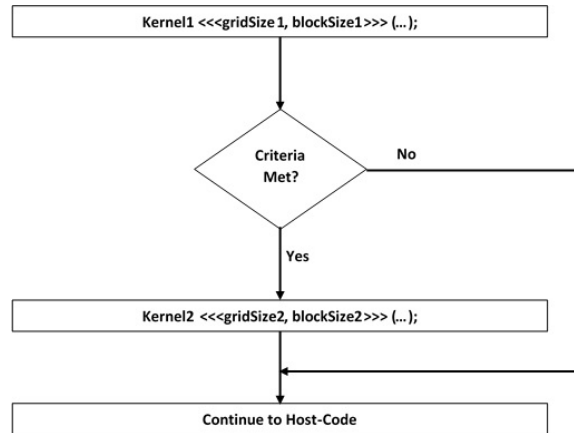 Kernel1 <<<gridSize1, blockSize1>>> (...);
Criteria
Met?
No
Yes
Kernel2 <<<gridSize2, blockSize2>>> (...);
Continue to Host-Code